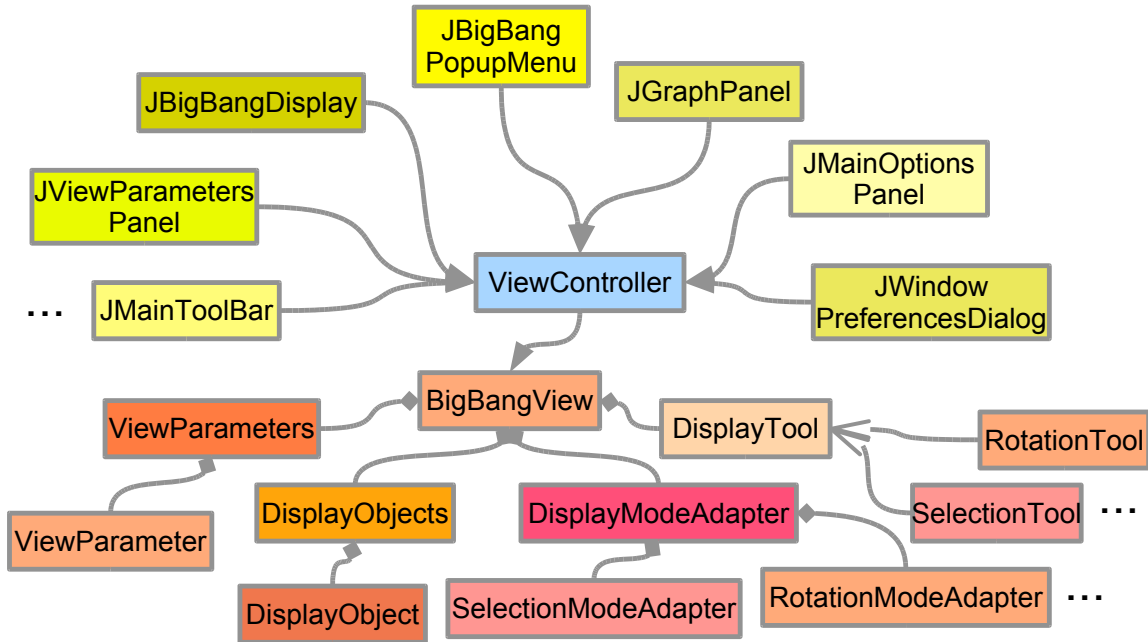 JBigBang
PopupMenu
JBigBangDisplay
JGraphPanel
JViewParameters
Panel
JMainOptions
Panel
ViewController
... JMainToolBar
JWindow
PreferencesDialog
BigBangView
ViewParameters
DisplayTool
RotationTool
DisplayObjects
DisplayModeAdapter
SelectionTool ...
ViewParameter
DisplayObject
SelectionModeAdapter
RotationModeAdapter ...